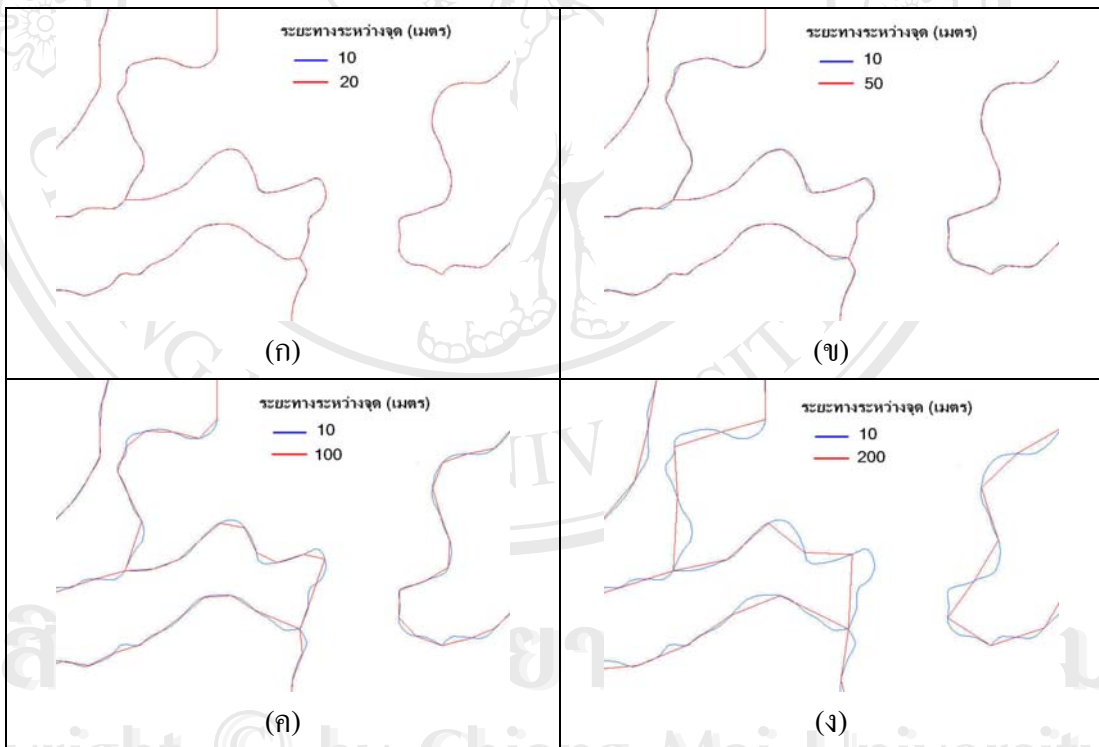 ระยะทางระหว่างจุด (เมตร)
10
20
(ก)
ระยะทางระหว่างจุด (เมตร)
10
50
(ข)
ระยะทางระหว่างจุด (เมตร)
10
100
(ค)
ระยะทางระหว่างจุด (เมตร)
10
200
(ง)
by Chiang Mai